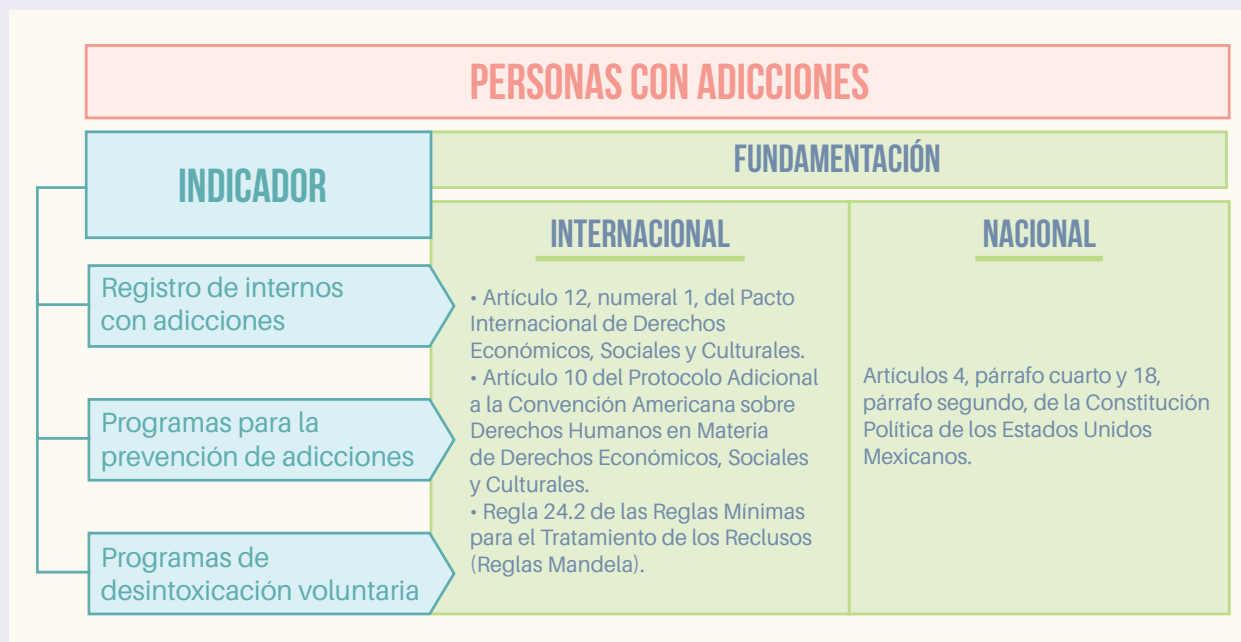 PERSONAS CON ADICCIONES
INDICADOR
FUNDAMENTACIÓN
Registro de internos
con adicciones
Programas para la
prevención de adicciones
Programas de
desintoxicación voluntaria
INTERNACIONAL
• Artículo 12, numeral 1, del Pacto
Internacional de Derechos
Económicos, Sociales y Culturales.
• Artículo 10 del Protocolo Adicional
a la Convención Americana sobre
Derechos Humanos en Materia
de Derechos Económicos, Sociales
y Culturales.
• Regla 24.2 de las Reglas Mínimas
para el Tratamiento de los Reclusos
(Reglas Mandela).
NACIONAL
Artículos 4, párrafo cuarto y 18,
párrafo segundo, de la Constitución
Política de los Estados Unidos
Mexicanos.